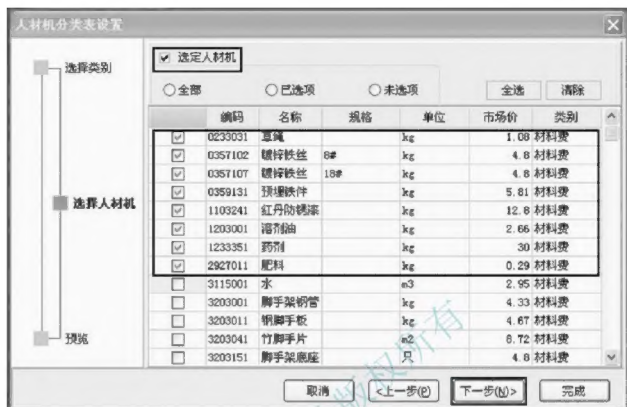 人材机分类表设置
选择类别
选择人材机
预览
选定人材机
全部 已选项 未选项 全选 清除
编码 名称 规格 单位 市场价 类别
0233031 草绳 kg 1.08 材料费
0357102 镀锌铁丝 8# kg 4.8 材料费
0357107 镀锌铁丝 18# kg 4.8 材料费
0359131 预埋铁件 kg 5.81 材料费
1103241 红丹防锈漆 kg 12.8 材料费
1203001 溶剂油 kg 2.66 材料费
1233351 药剂 kg 30 材料费
2927011 肥料 kg 0.29 材料费
3115001 水 m3 2.95 材料费
3203001 脚手架钢管 kg 4.33 材料费
3203011 钢脚手板 kg 4.67 材料费
3203041 竹脚手片 m2 8.72 材料费
3203151 脚手架底座 只 4.8 材料费
取消 <上一步(P) 下一步(N)> 完成
版权所有